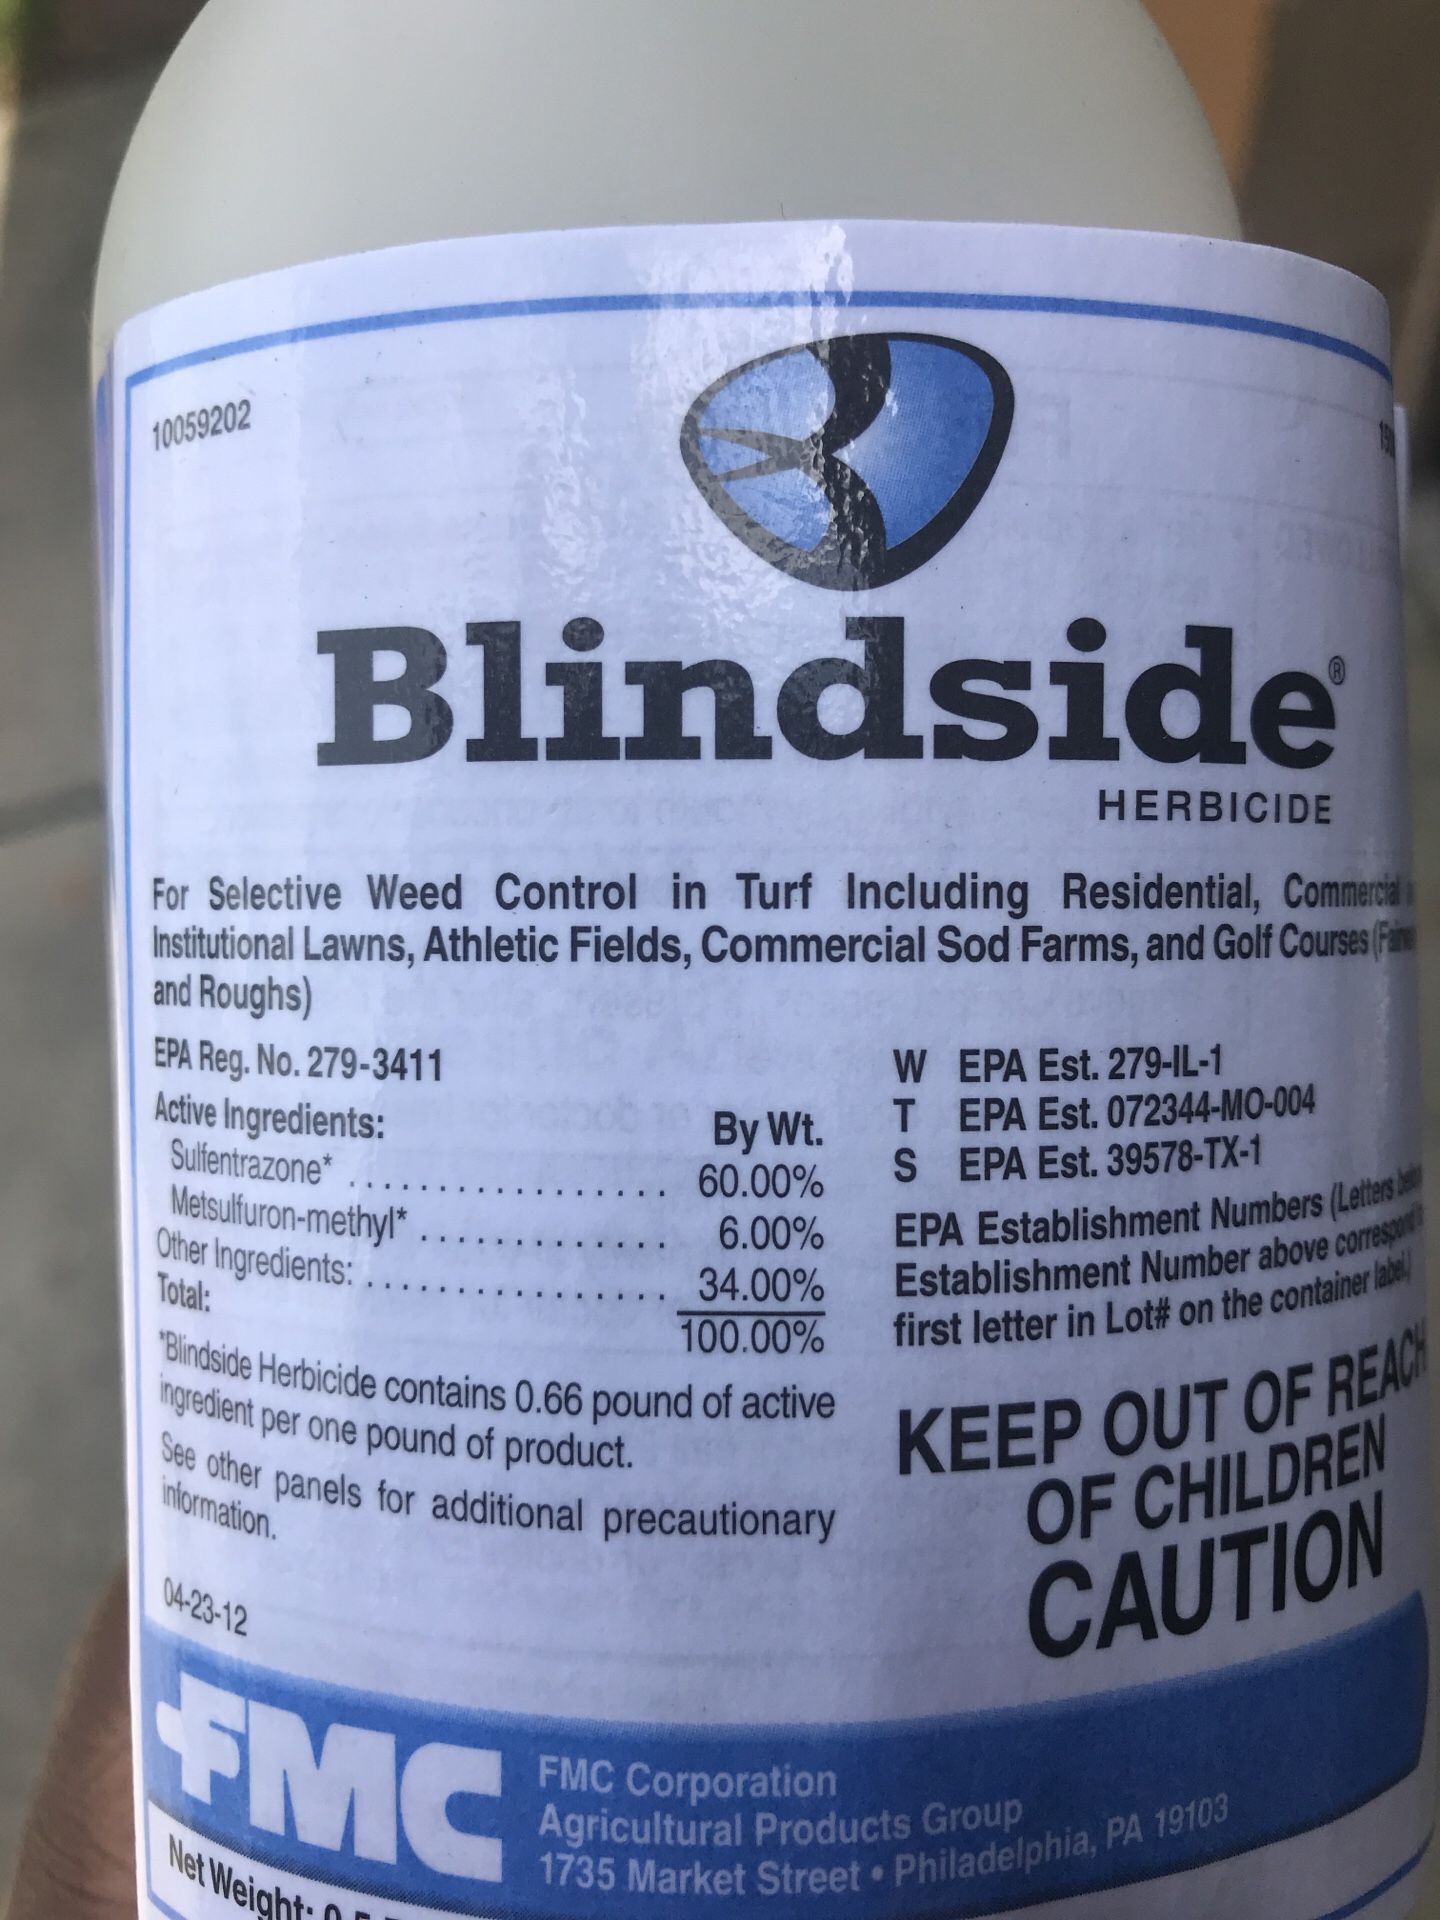 10059202
Blindside®
HERBICIDE
For Selective Weed Control in Turf Including Residential, Commercial
Institutional Lawns, Athletic Fields, Commercial Sod Farms, and Golf Courses
and Roughs)
EPA Reg. No. 279-3411
Active Ingredients: By Wt.
Sulfentrazone* .................. 60.00%
Metsulfuron-methyl* ............. 6.00%
Other Ingredients: ................ 34.00%
Total: 100.00%
*Blindside Herbicide contains 0.66 pound of active
ingredient per one pound of product.
See other panels for additional precautionary
information.
04-23-12
W EPA Est. 279-IL-1
T EPA Est. 072344-MO-004
S EPA Est. 39578-TX-1
EPA Establishment Numbers (Letters
Establishment Number above correspond
first letter in Lot# on the container label.)
KEEP OUT OF REACH
OF CHILDREN
CAUTION
FMC
FMC Corporation
Agricultural Products Group
1735 Market Street • Philadelphia, PA 19103
Net Weight: